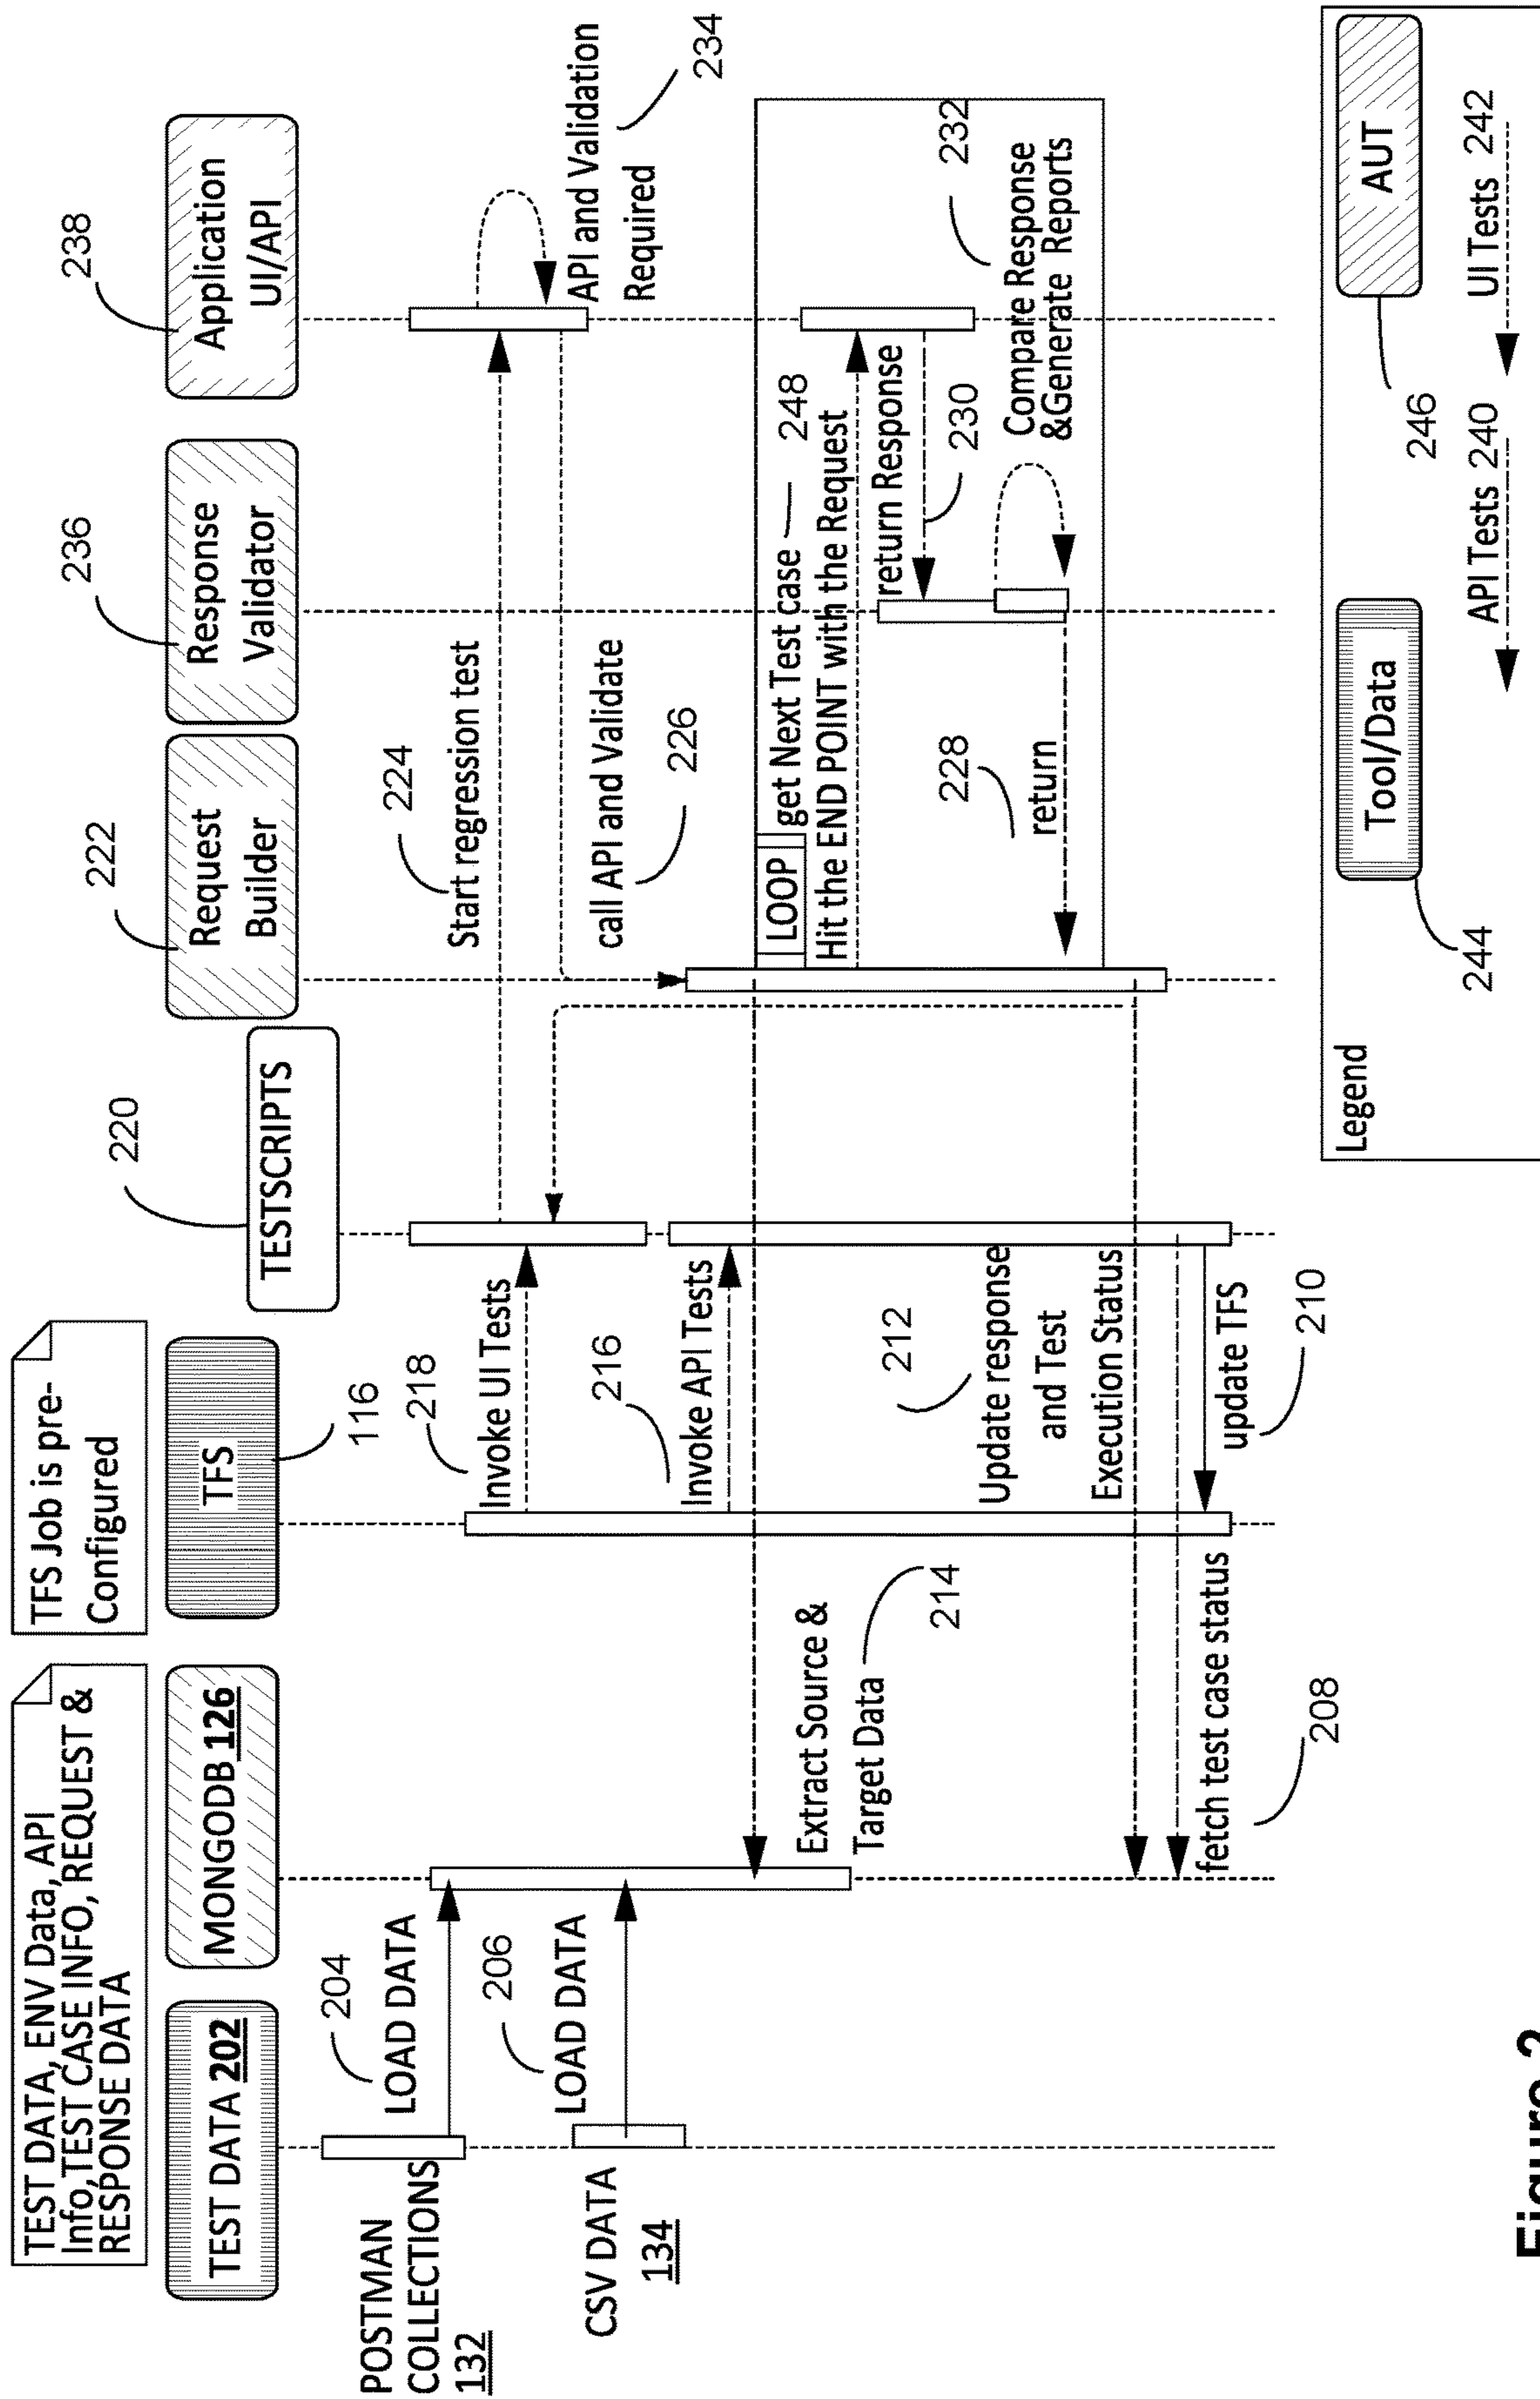 TEST DATA, ENV Data, API
Info,TEST CASE INFO, REQUEST &
RESPONSE DATA
TFS Job is pre-
Configured
TEST DATA 202
MONGODB 126
TFS
116
TESTSCRIPTS
220
Request
Builder
222
Response
Validator
236
Application
UI/API
238
POSTMAN
COLLECTIONS
132
204
LOAD DATA
CSV DATA
134
206
LOAD DATA
218
Invoke UI Tests
216
Invoke API Tests
224
Start regression test
API and Validation
Required
234
call API and Validate
226
Extract Source &
Target Data
214
LOOP
get Next Test case
248
Hit the END POINT with the Request
return Response
230
232
Compare Response
&Generate Reports
228
return
212
Update response
and Test
Execution Status
fetch test case status
208
update TFS
210
Legend
Tool/Data
244
AUT
246
API Tests 240
UI Tests 242
Figure 2